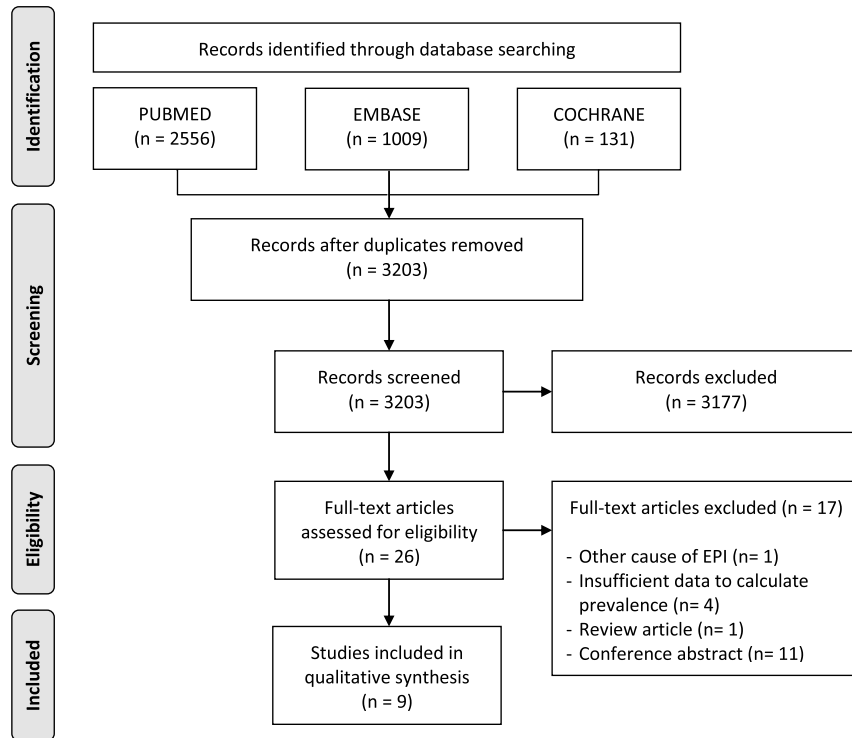 Identification
Records identified through database searching
PUBMED
(n = 2556)
EMBASE
(n = 1009)
COCHRANE
(n = 131)
Screening
Records after duplicates removed
(n = 3203)
Records screened
(n = 3203)
Records excluded
(n = 3177)
Eligibility
Full-text articles
assessed for eligibility
(n = 26)
Full-text articles excluded (n = 17)
- Other cause of EPI (n= 1)
- Insufficient data to calculate
prevalence (n= 4)
- Review article (n= 1)
- Conference abstract (n= 11)
Included
Studies included in
qualitative synthesis
(n = 9)